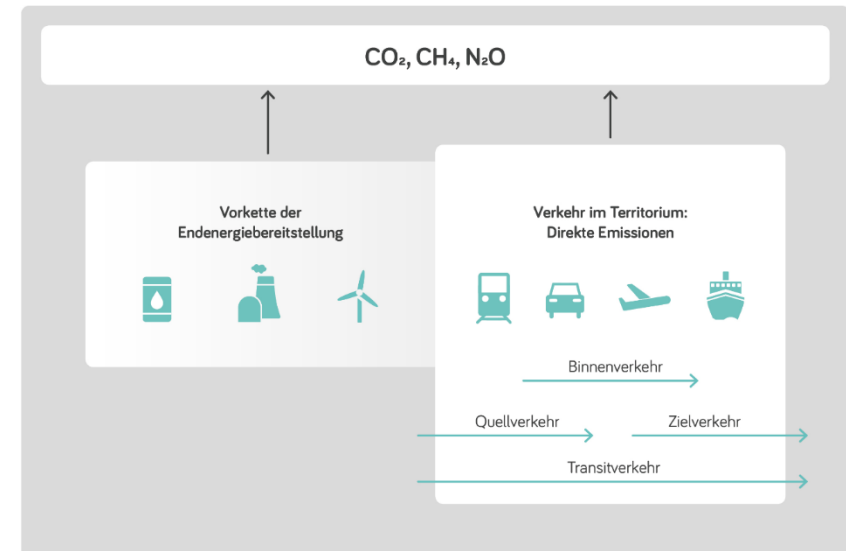 CO₂, CH₄, N₂O
Vorkette der
Endenergiebereitstellung
Verkehr im Territorium:
Direkte Emissionen
Binnenverkehr
Quellverkehr
Zielverkehr
Transitverkehr